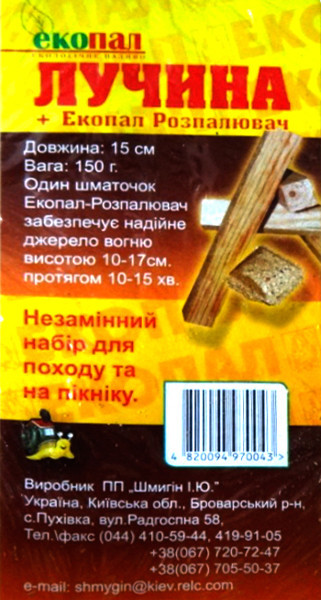 екопал
ЕКОЛОГІЧНЕ ПАЛИВО
ЛУЧИНА
+ Екопал Розпалювач
Довжина: 15 см
Вага: 150 г.
Один шматочок
Екопал-Розпалювач
забезпечує надійне
джерело вогню
висотою 10-17см.
протягом 10-15 хв.
Незамінний
набір для
походу та
на пікніку.
4 820094 970043 >
Виробник ПП „Шмигін І.Ю."
Україна, Київська обл., Броварський р-н,
с.Пухівка, вул.Радгоспна 58,
Тел.\факс (044) 410-59-44, 419-91-05
+38(067) 720-72-47
+38(067) 705-50-37
e-mail: shmygin@kiev.relc.com